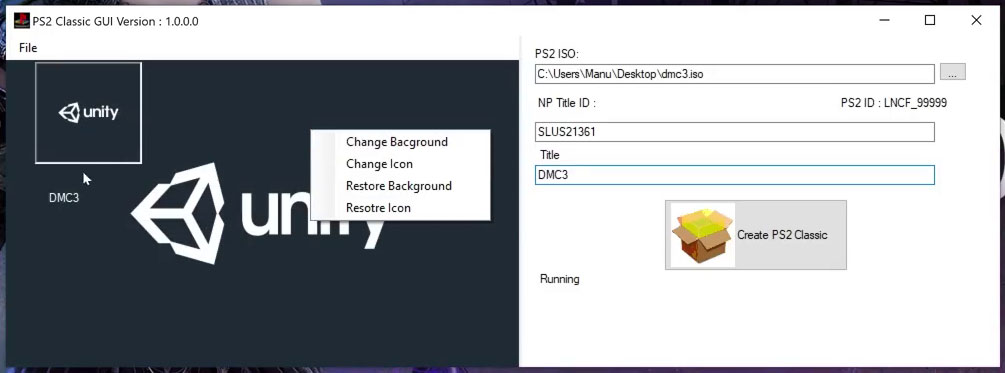 PS2 Classic GUI Version : 1.0.0.0
File
unity
DMC3
unity
Change Bacground
Change Icon
Restore Background
Resotre Icon
PS2 ISO:
C:\Users\Manu\Desktop\dmc3.iso
...
NP Title ID :
PS2 ID : LNCF_99999
SLUS21361
Title
DMC3
Create PS2 Classic
Running